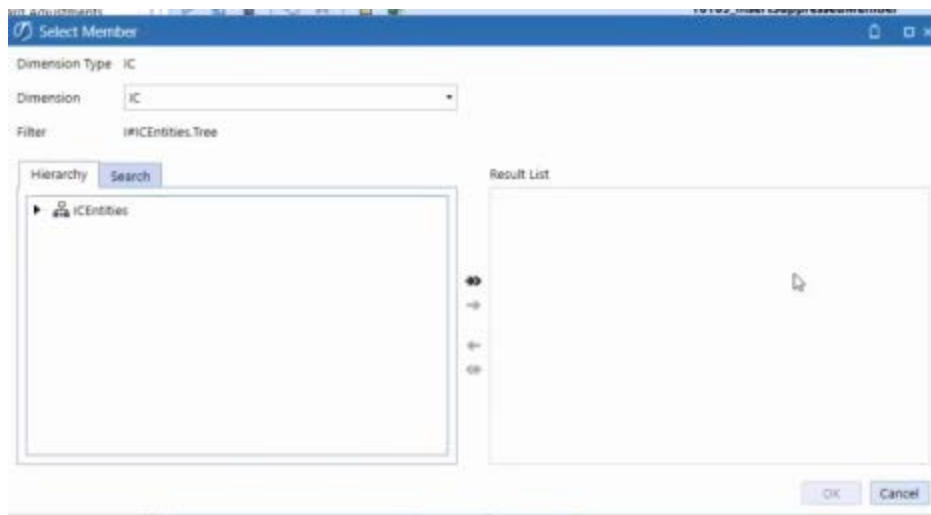 Select Member
Dimension Type IC
Dimension IC
Filter I#ICEntities.Tree
Hierarchy Search Result List
ICEntities
OK Cancel